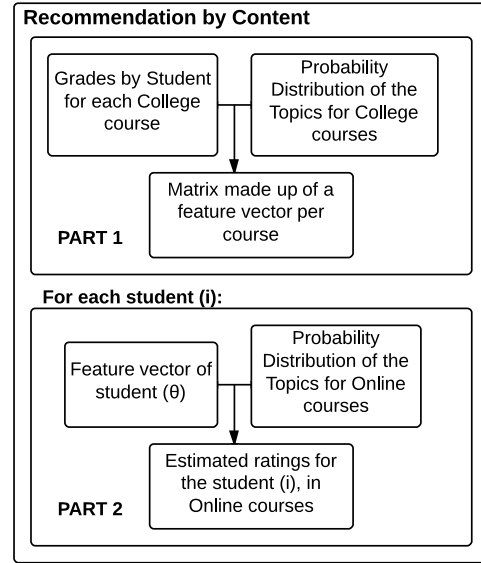 Recommendation by Content
Grades by Student
for each College
course
Probability
Distribution of the
Topics for College
courses
Matrix made up of a
feature vector per
course
PART 1
For each student (i):
Feature vector of
student (θ)
Probability
Distribution of the
Topics for Online
courses
Estimated ratings for
the student (i), in
Online courses
PART 2